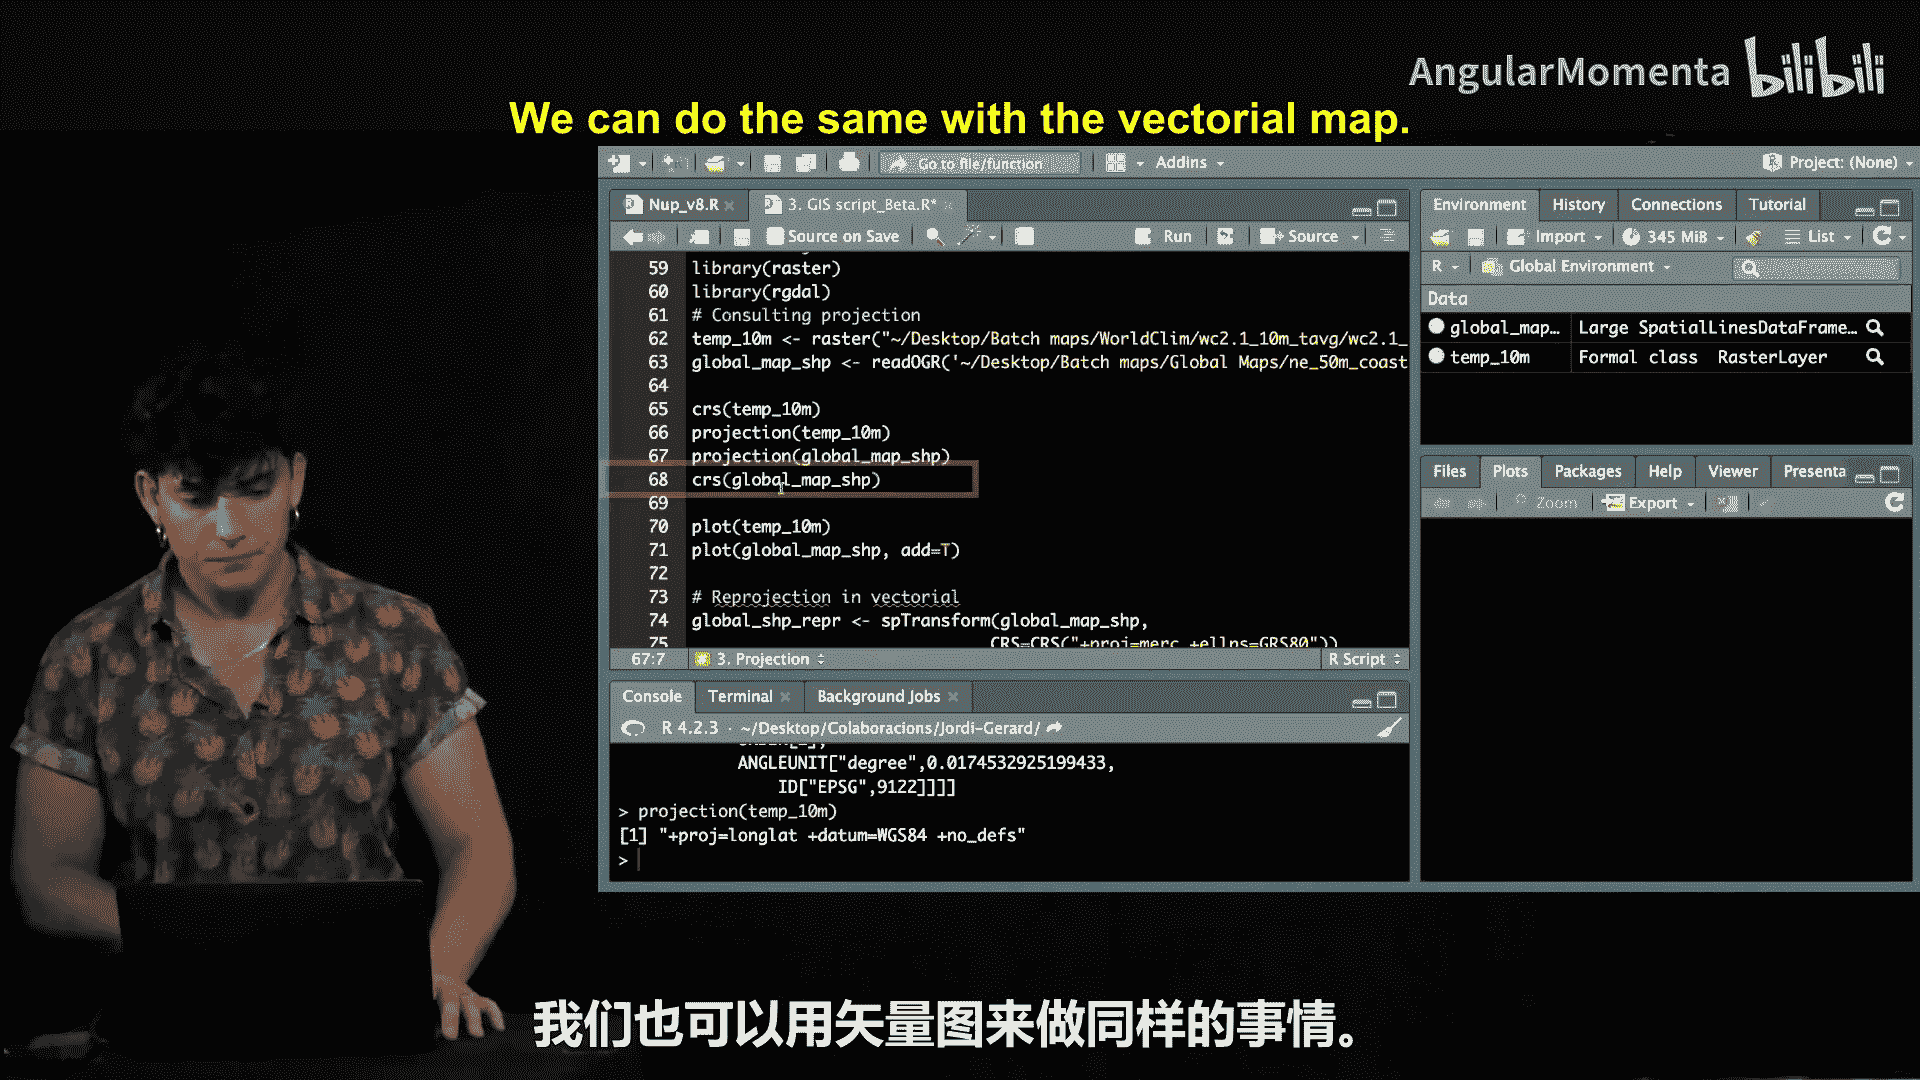 AngularMomenta bilibili
We can do the same with the vectorial map.
Go to file/function
Addins
Project: (None)
Nup_v8.R
3. GIS script_Beta.R*
Source on Save
Run
Source
59 library(raster)
60 library(rgdal)
61 # Consulting projection
62 temp_10m <- raster("~/Desktop/Batch maps/WorldClim/wc2.1_10m_tavg/wc2.1_
63 global_map_shp <- readOGR('~/Desktop/Batch maps/Global Maps/ne_50m_coast
64
65 crs(temp_10m)
66 projection(temp_10m)
67 projection(global_map_shp)
68 crs(global_map_shp)
69
70 plot(temp_10m)
71 plot(global_map_shp, add=T)
72
73 # Reprojection in vectorial
74 global_shp_repr <- spTransform(global_map_shp,
75 CRS=CRS("+proj=merc +ellps=GRS80"))
67:7
3. Projection
R Script
Console
Terminal
Background Jobs
R 4.2.3 · ~/Desktop/Colaboracions/Jordi-Gerard/
ANGLEUNIT["degree",0.0174532925199433,
ID["EPSG",9122]]]]
> projection(temp_10m)
[1] "+proj=longlat +datum=WGS84 +no_defs"
>
Environment
History
Connections
Tutorial
Import
345 MiB
List
R
Global Environment
Data
global_map… Large SpatialLinesDataFrame…
temp_10m Formal class RasterLayer
Files
Plots
Packages
Help
Viewer
Presenta
Zoom
Export
我们也可以用矢量图来做同样的事情。